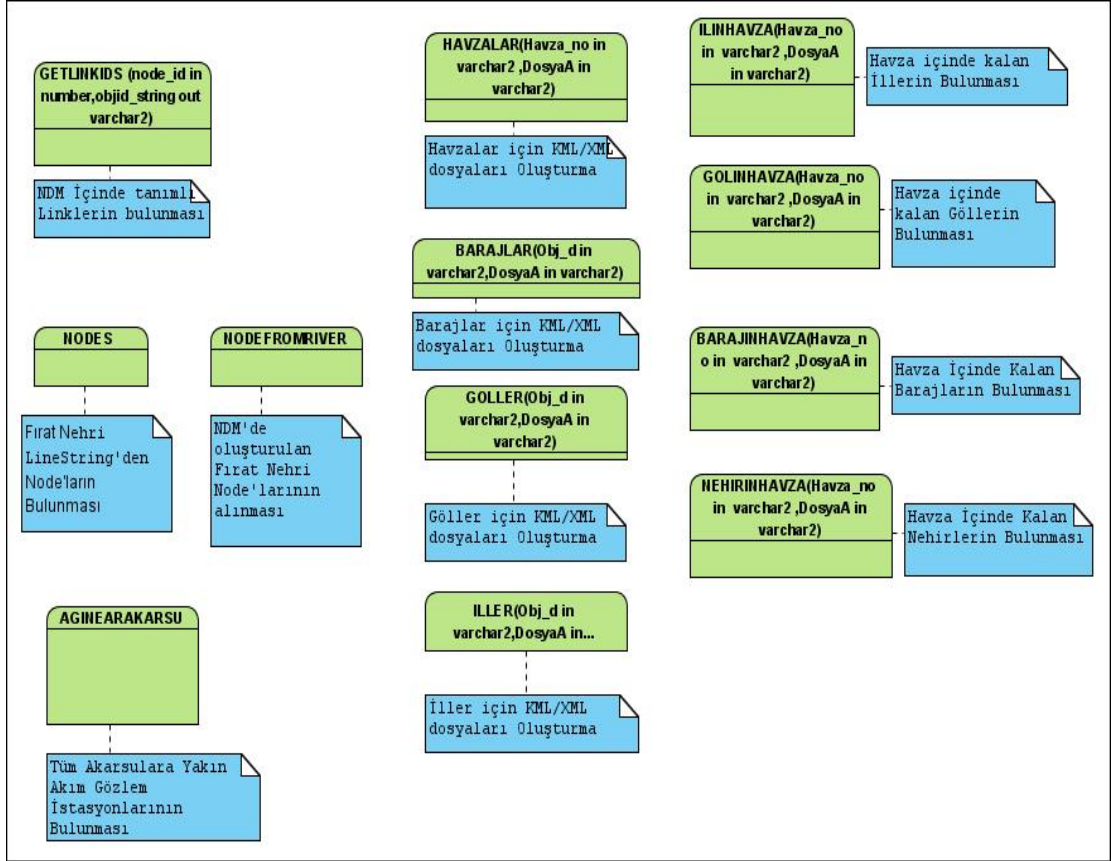 GETLINKIDS (node_id in
number,objid_string out
varchar2)
NDM İçinde tanımlı
Linklerin bulunması
NODES
Fırat Nehri
LineString'den
Node'ların
Bulunması
NODEFROMRIVER
NDM'de
oluşturulan
Fırat Nehri
Node'larının
alınması
AGINEARAKARSU
Tüm Akarsulara Yakın
Akım Gözlem
İstasyonlarının
Bulunması
HAVZALAR(Havza_no in
varchar2 ,DosyaA in
varchar2)
Havzalar için KML/XML
dosyaları Oluşturma
BARAJLAR(Obj_d in
varchar2,DosyaA in varchar2)
Barajlar için KML/XML
dosyaları Oluşturma
GOLLER(Obj_d in
varchar2,DosyaA in
varchar2)
Göller için KML/XML
dosyaları Oluşturma
ILLER(Obj_d in
varchar2,DosyaA in...
İller için KML/XML
dosyaları Oluşturma
ILINHAVZA(Havza_no
in varchar2 ,DosyaA
in varchar2)
Havza içinde kalan
İllerin Bulunması
GOLINHAVZA(Havza_no
in varchar2 ,DosyaA in
varchar2)
Havza içinde
kalan Göllerin
Bulunması
BARAJINHAVZA(Havza_n
o in varchar2 ,DosyaA in
varchar2)
Havza İçinde Kalan
Barajların Bulunması
NEHIRINHAVZA(Havza_no
in varchar2 ,DosyaA in
varchar2)
Havza İçinde Kalan
Nehirlerin Bulunması